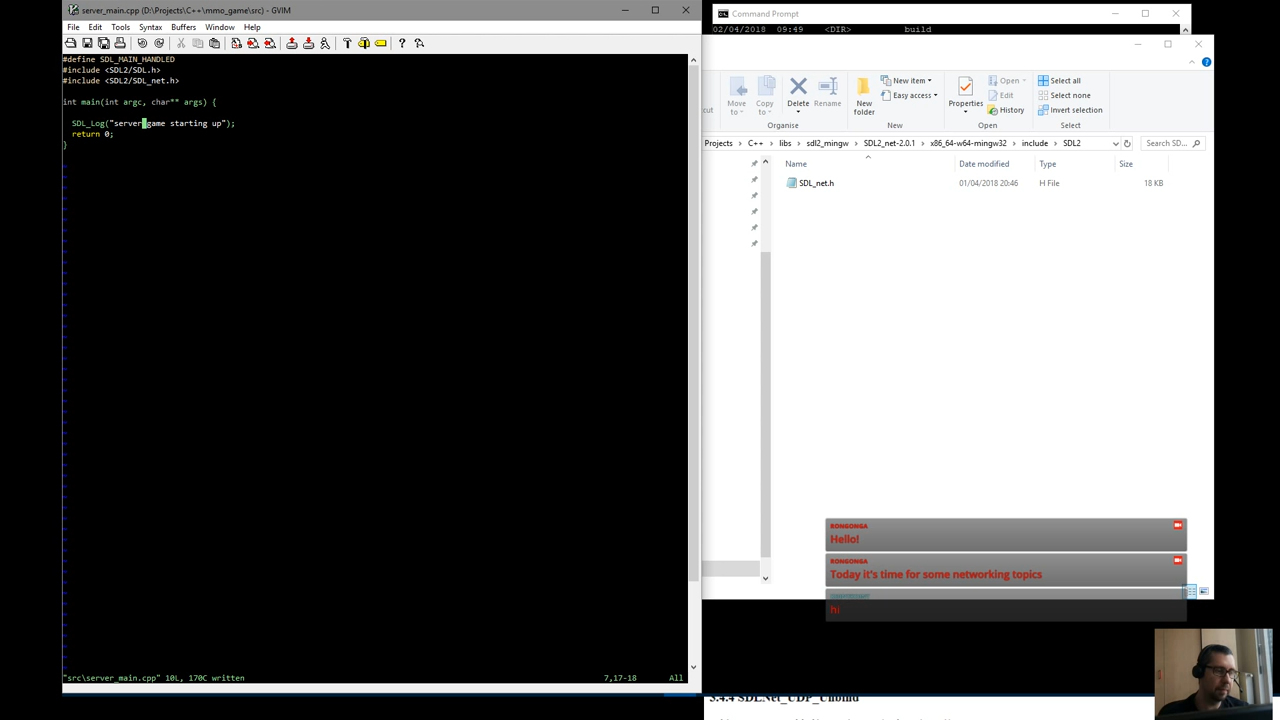 server_main.cpp (D:\Projects\C++\mmo_game\src) - GVIM
File Edit Tools Syntax Buffers Window Help
#define SDL_MAIN_HANDLED
#include <SDL2/SDL.h>
#include <SDL2/SDL_net.h>
int main(int argc, char** args) {
SDL_Log("server game starting up");
return 0;
}
"src\server_main.cpp" 10L, 170C written
7,17-18
All
Command Prompt
02/04/2018 09:49 <DIR> build
cut
Move to
Copy to
Delete
Rename
New folder
New item
Easy access
Properties
Open
Edit
History
Select all
Select none
Invert selection
Organise
New
Open
Select
Projects > C++ > libs > sdl2_mingw > SDL2_net-2.0.1 > x86_64-w64-mingw32 > include > SDL2
Search SD...
Name Date modified Type Size
SDL_net.h 01/04/2018 20:46 H File 18 KB
RONGONGA
Hello!
RONGONGA
Today it's time for some networking topics
hi